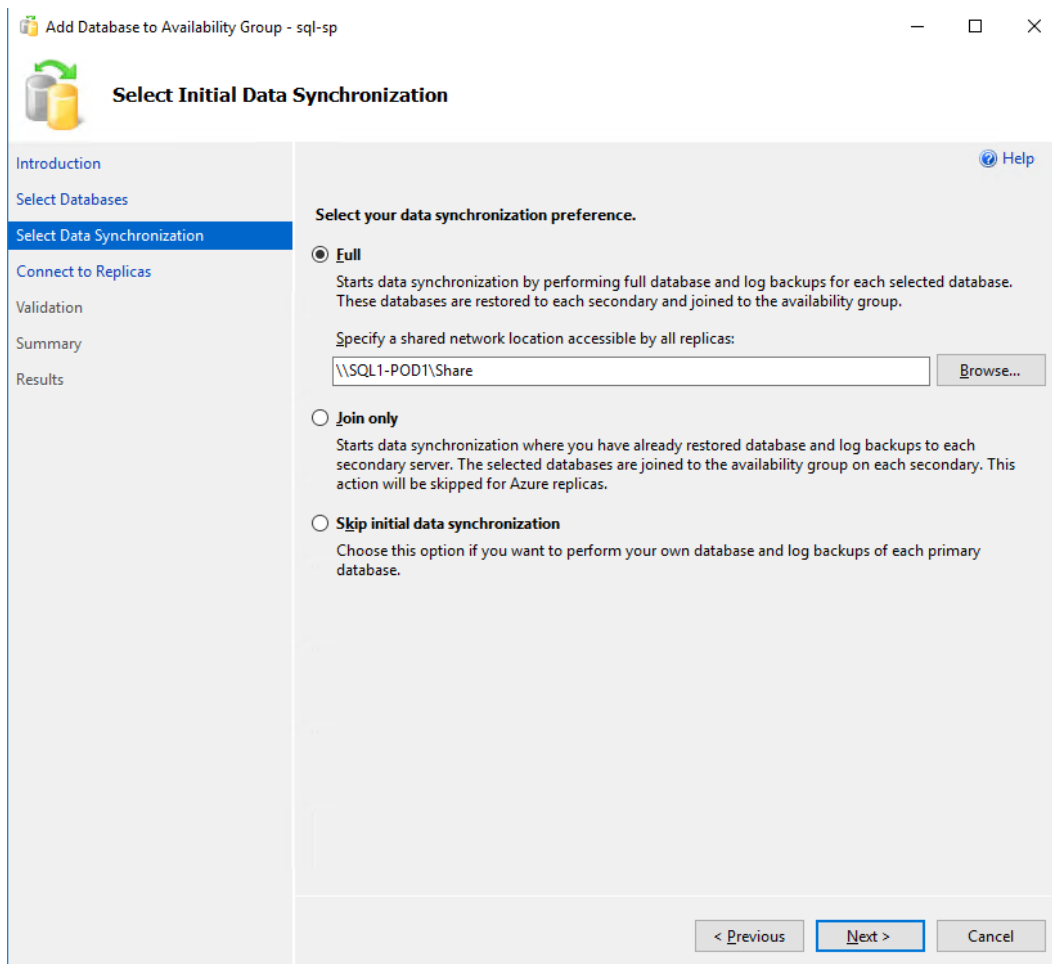 Add Database to Availability Group - sql-sp
Select Initial Data Synchronization
Introduction
Select Databases
Select Data Synchronization
Connect to Replicas
Validation
Summary
Results
Help
Select your data synchronization preference.
Full
Starts data synchronization by performing full database and log backups for each selected database.
These databases are restored to each secondary and joined to the availability group.
Specify a shared network location accessible by all replicas:
\\SQL1-POD1\Share
Browse...
Join only
Starts data synchronization where you have already restored database and log backups to each
secondary server. The selected databases are joined to the availability group on each secondary. This
action will be skipped for Azure replicas.
Skip initial data synchronization
Choose this option if you want to perform your own database and log backups of each primary
database.
< Previous
Next >
Cancel